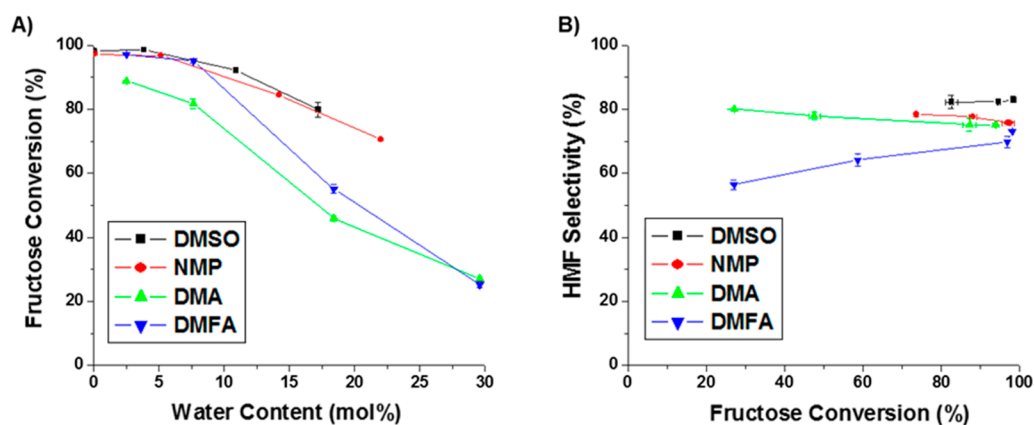 A)
Fructose Conversion (%)
100
80
60
40
20
0
DMSO
NMP
DMA
DMFA
0 5 10 15 20 25 30
Water Content (mol%)
B)
HMF Selectivity (%)
100
80
60
40
20
0
DMSO
NMP
DMA
DMFA
0 20 40 60 80 100
Fructose Conversion (%)